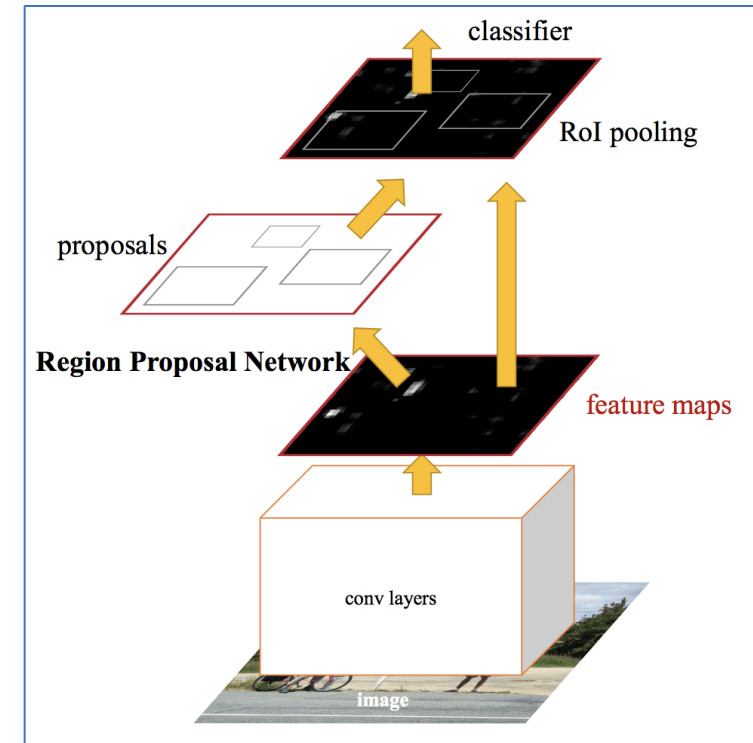 classifier
RoI pooling
proposals
Region Proposal Network
feature maps
conv layers
image